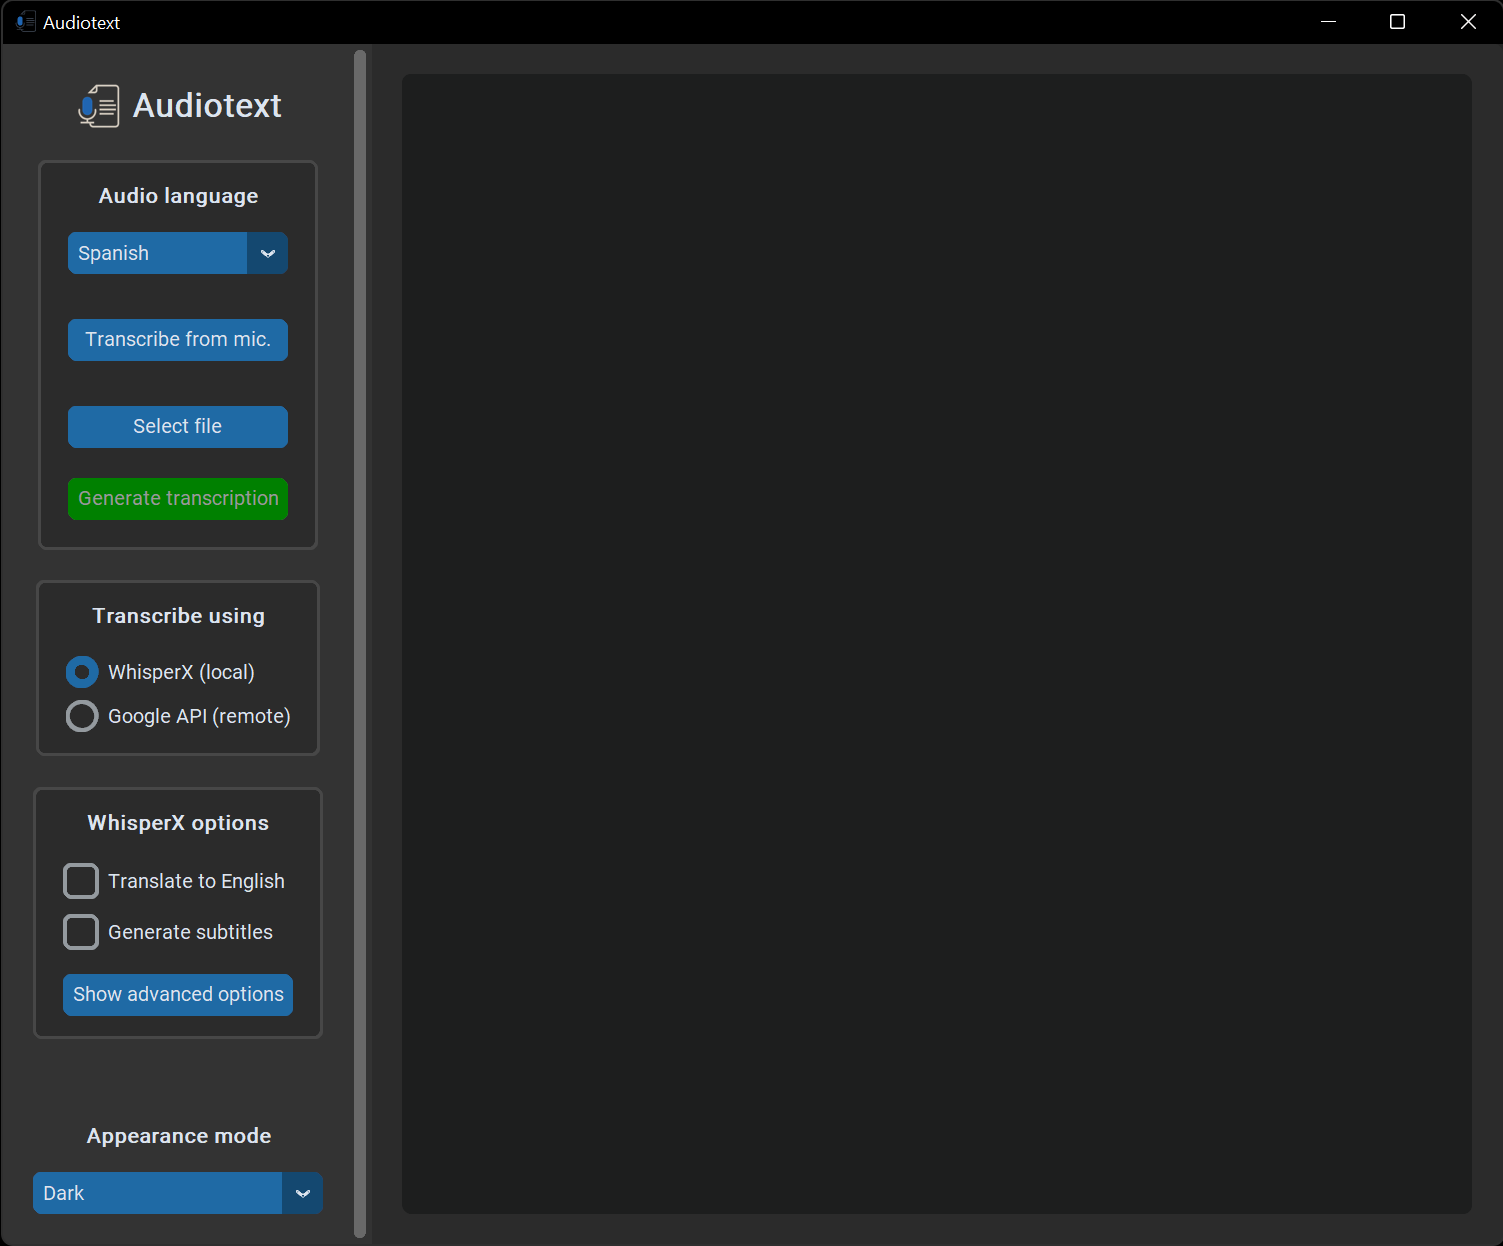 Audiotext
Audiotext
Audio language
Spanish
Transcribe from mic.
Select file
Generate transcription
Transcribe using
WhisperX (local)
Google API (remote)
WhisperX options
Translate to English
Generate subtitles
Show advanced options
Appearance mode
Dark